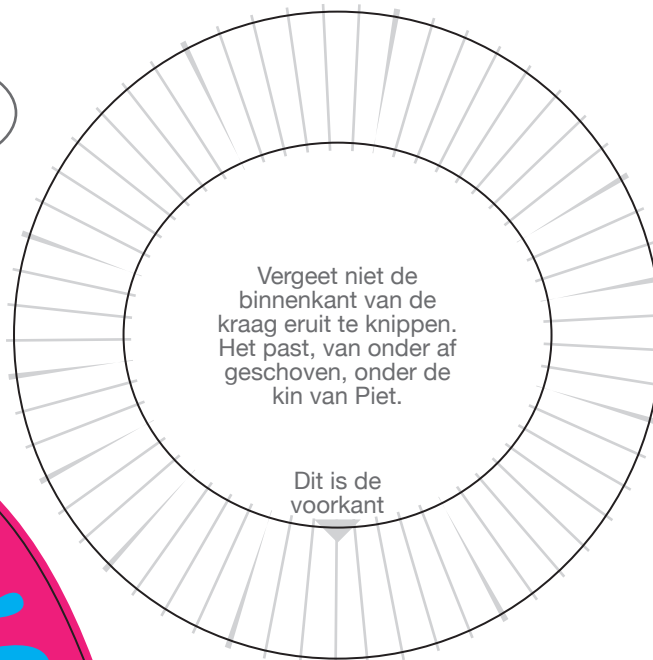 Vergeet niet de
binnenkant van de
kraag eruit te knippen.
Het past, van onder af
geschoven, onder de
kin van Piet.
Dit is de
voorkant